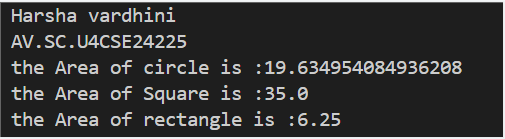 Harsha vardhini
AV.SC.U4CSE24225
the Area of circle is :19.634954084936208
the Area of Square is :35.0
the Area of rectangle is :6.25